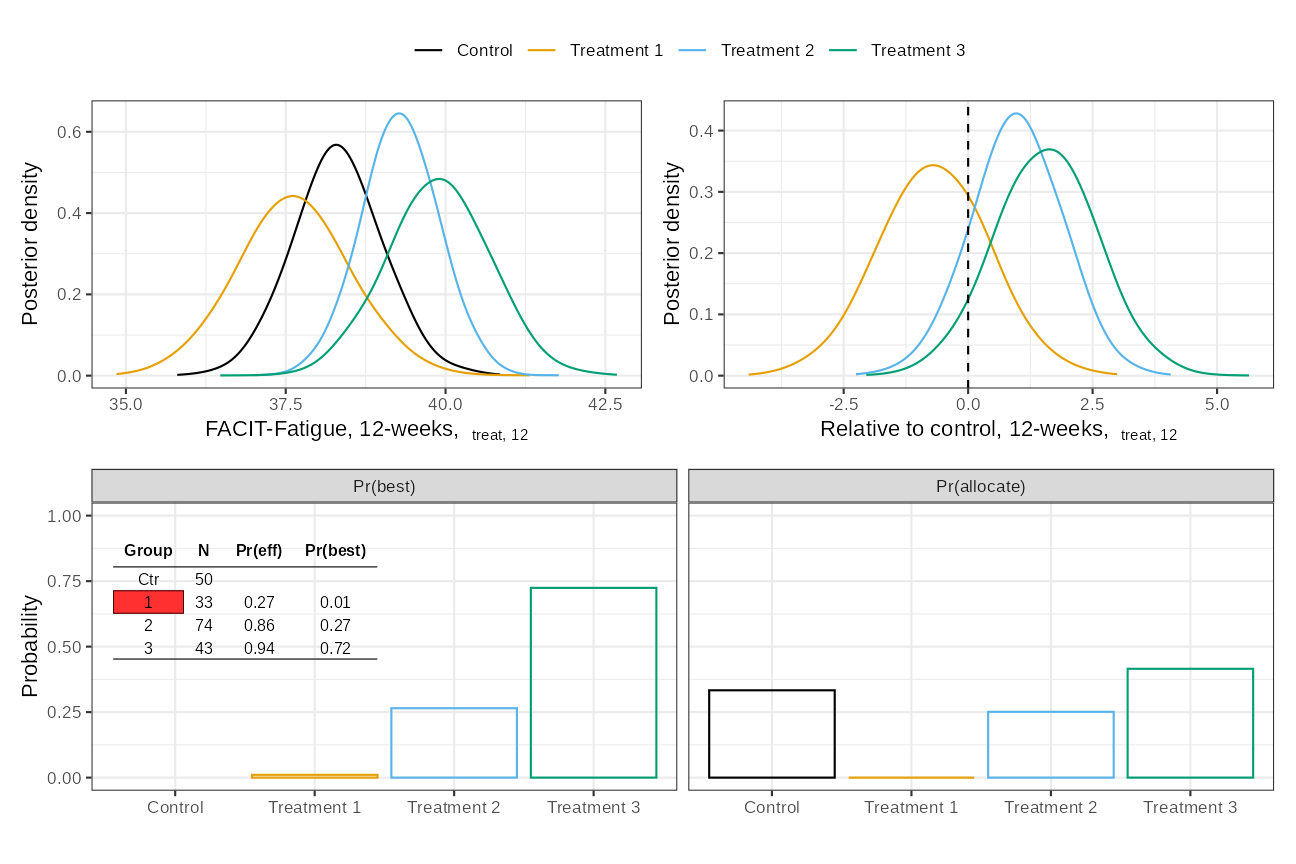 Control Treatment 1 Treatment 2 Treatment 3
Posterior density
0.6
0.4
0.2
0.0
35.0 37.5 40.0 42.5
FACIT-Fatigue, 12-weeks, treat, 12
Posterior density
0.4
0.3
0.2
0.1
0.0
-2.5 0.0 2.5 5.0
Relative to control, 12-weeks, treat, 12
Pr(best) Pr(allocate)
Probability
1.00
0.75
0.50
0.25
0.00
Group N Pr(eff) Pr(best)
Ctr 50
1 33 0.27 0.01
2 74 0.86 0.27
3 43 0.94 0.72
Control Treatment 1 Treatment 2 Treatment 3
Control Treatment 1 Treatment 2 Treatment 3